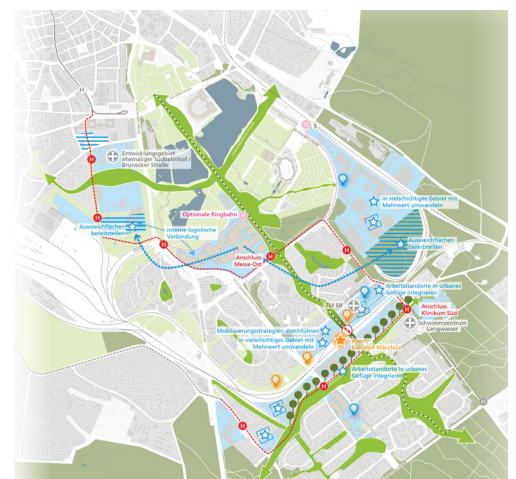 H
H
S
H
Entwicklungsgebiet
ehemaliger Südbahnhof /
Brunecker Straße
in vielschichtiges Gebiet mit
Mehrwert umwandeln
Optionale Ringbahn
H
H
Ausweichflächen
bereitstellen
interne logistische
Verbindung
H
H
Anschluss
Messe-Ost
H
Ausweichflächen
bereitstellen
Arbeitsstandorte in urbanes
Gefüge integrieren
TM 50
H
Anschluss
Klinikum Süd
Schwimmzentrum
Langwasser
Mobilisierungsstrategien durchführen
in vielschichtiges Gebiet mit
Mehrwert umwandeln
Märzfeld
Arbeitsstandorte in urbanes
Gefüge integrieren
H
H
H